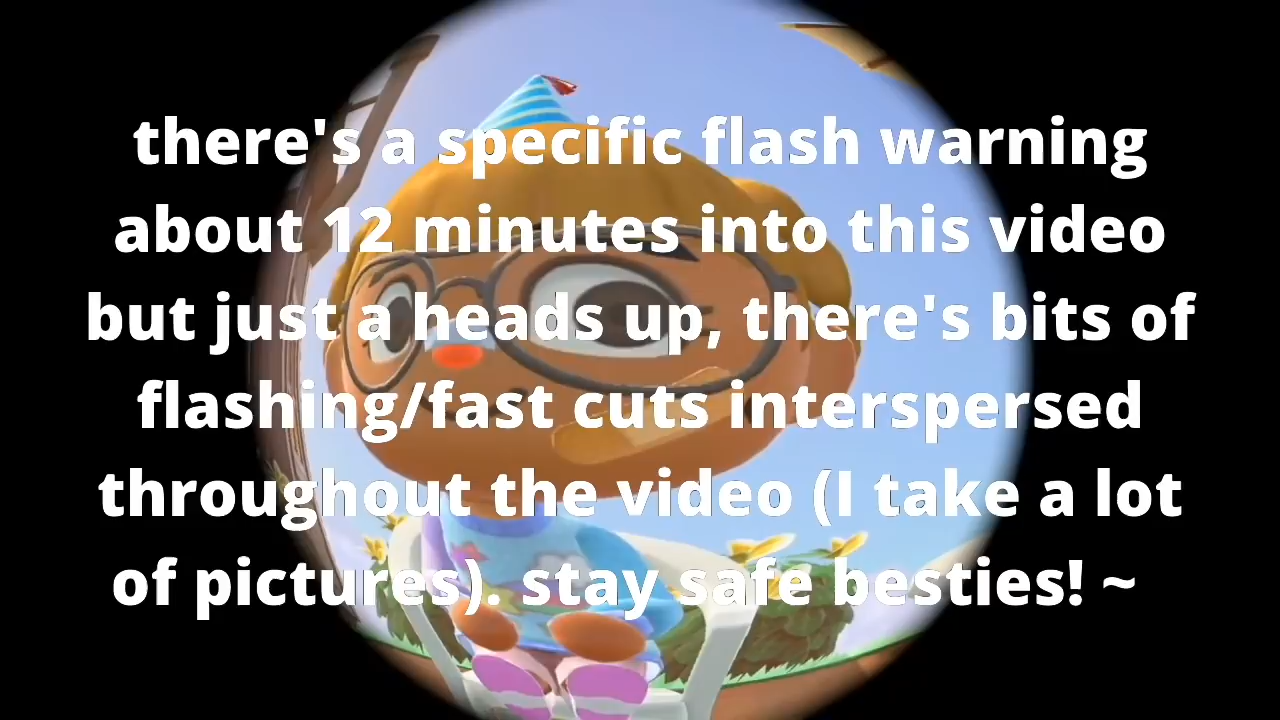 there's a specific flash warning
about 12 minutes into this video
but just a heads up, there's bits of
flashing/fast cuts interspersed
throughout the video (I take a lot
of pictures). stay safe besties! ~